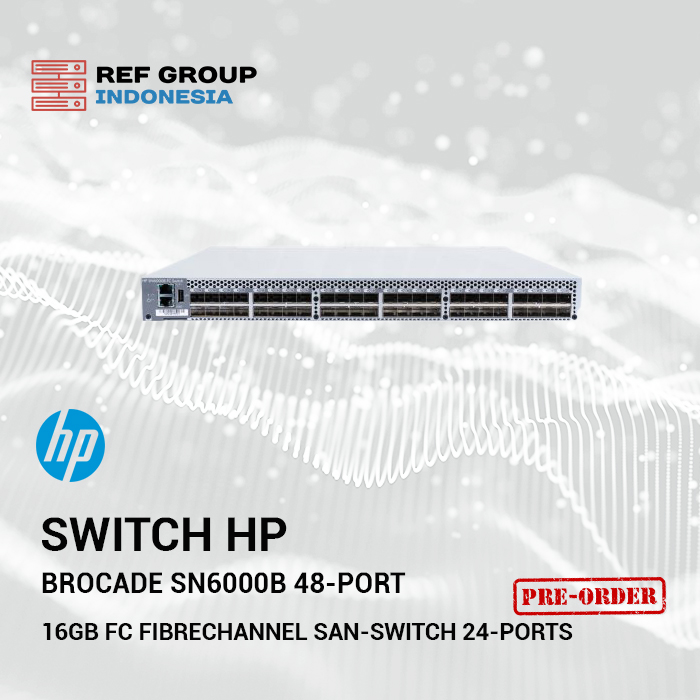 REF GROUP
INDONESIA
hp
SWITCH HP
BROCADE SN6000B 48-PORT
PRE-ORDER
16GB FC FIBRECHANNEL SAN-SWITCH 24-PORTS